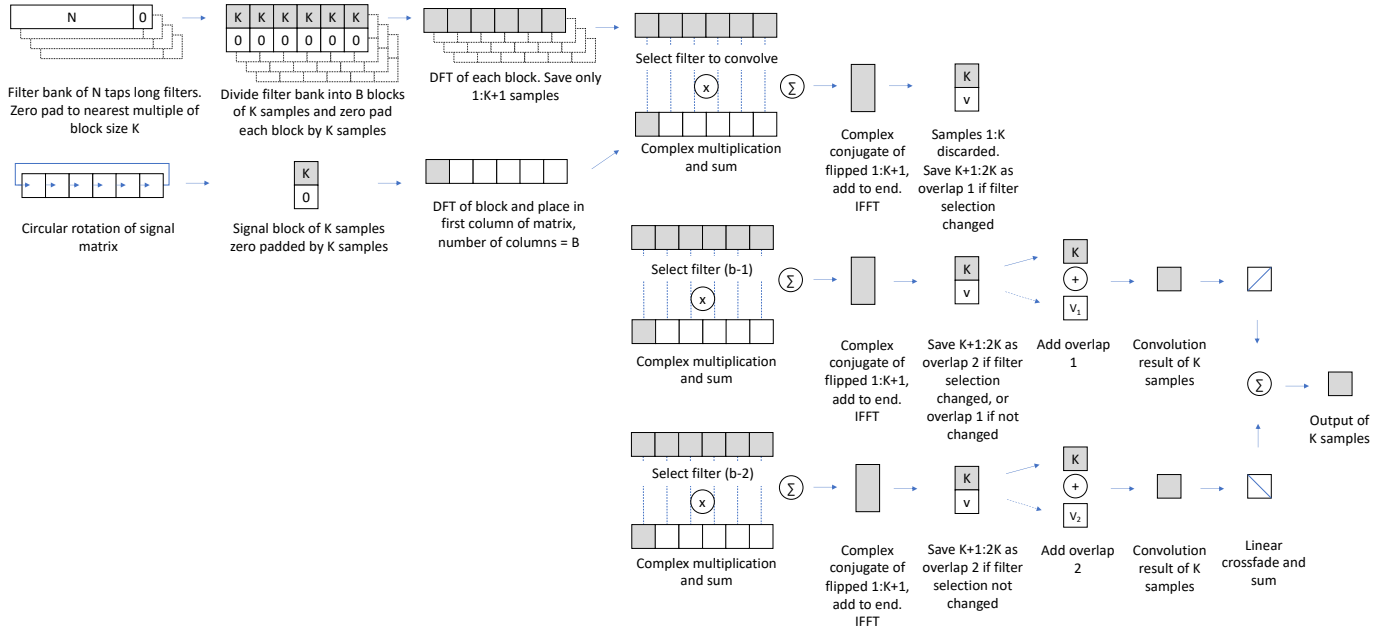 N 0
Filter bank of N taps long filters.
Zero pad to nearest multiple of
block size K
K K K K K K
0 0 0 0 0 0
Divide filter bank into B blocks
of K samples and zero pad
each block by K samples
DFT of each block. Save only
1:K+1 samples
Select filter to convolve
x
Complex multiplication
and sum
∑
Complex
conjugate of
flipped 1:K+1,
add to end.
IFFT
K
v
Samples 1:K
discarded.
Save K+1:2K as
overlap 1 if filter
selection
changed
Circular rotation of signal
matrix
K
0
Signal block of K samples
zero padded by K samples
DFT of block and place in
first column of matrix,
number of columns = B
Select filter (b-1)
x
Complex multiplication
and sum
∑
Complex
conjugate of
flipped 1:K+1,
add to end.
IFFT
K
v
Save K+1:2K as
overlap 2 if filter
selection
changed, or
overlap 1 if not
changed
K
+
V₁
Add overlap
1
Convolution
result of K
samples
∑
Output of
K samples
Select filter (b-2)
x
Complex multiplication
and sum
∑
Complex
conjugate of
flipped 1:K+1,
add to end.
IFFT
K
v
Save K+1:2K as
overlap 2 if filter
selection not
changed
K
+
V₂
Add overlap
2
Convolution
result of K
samples
Linear
crossfade and
sum